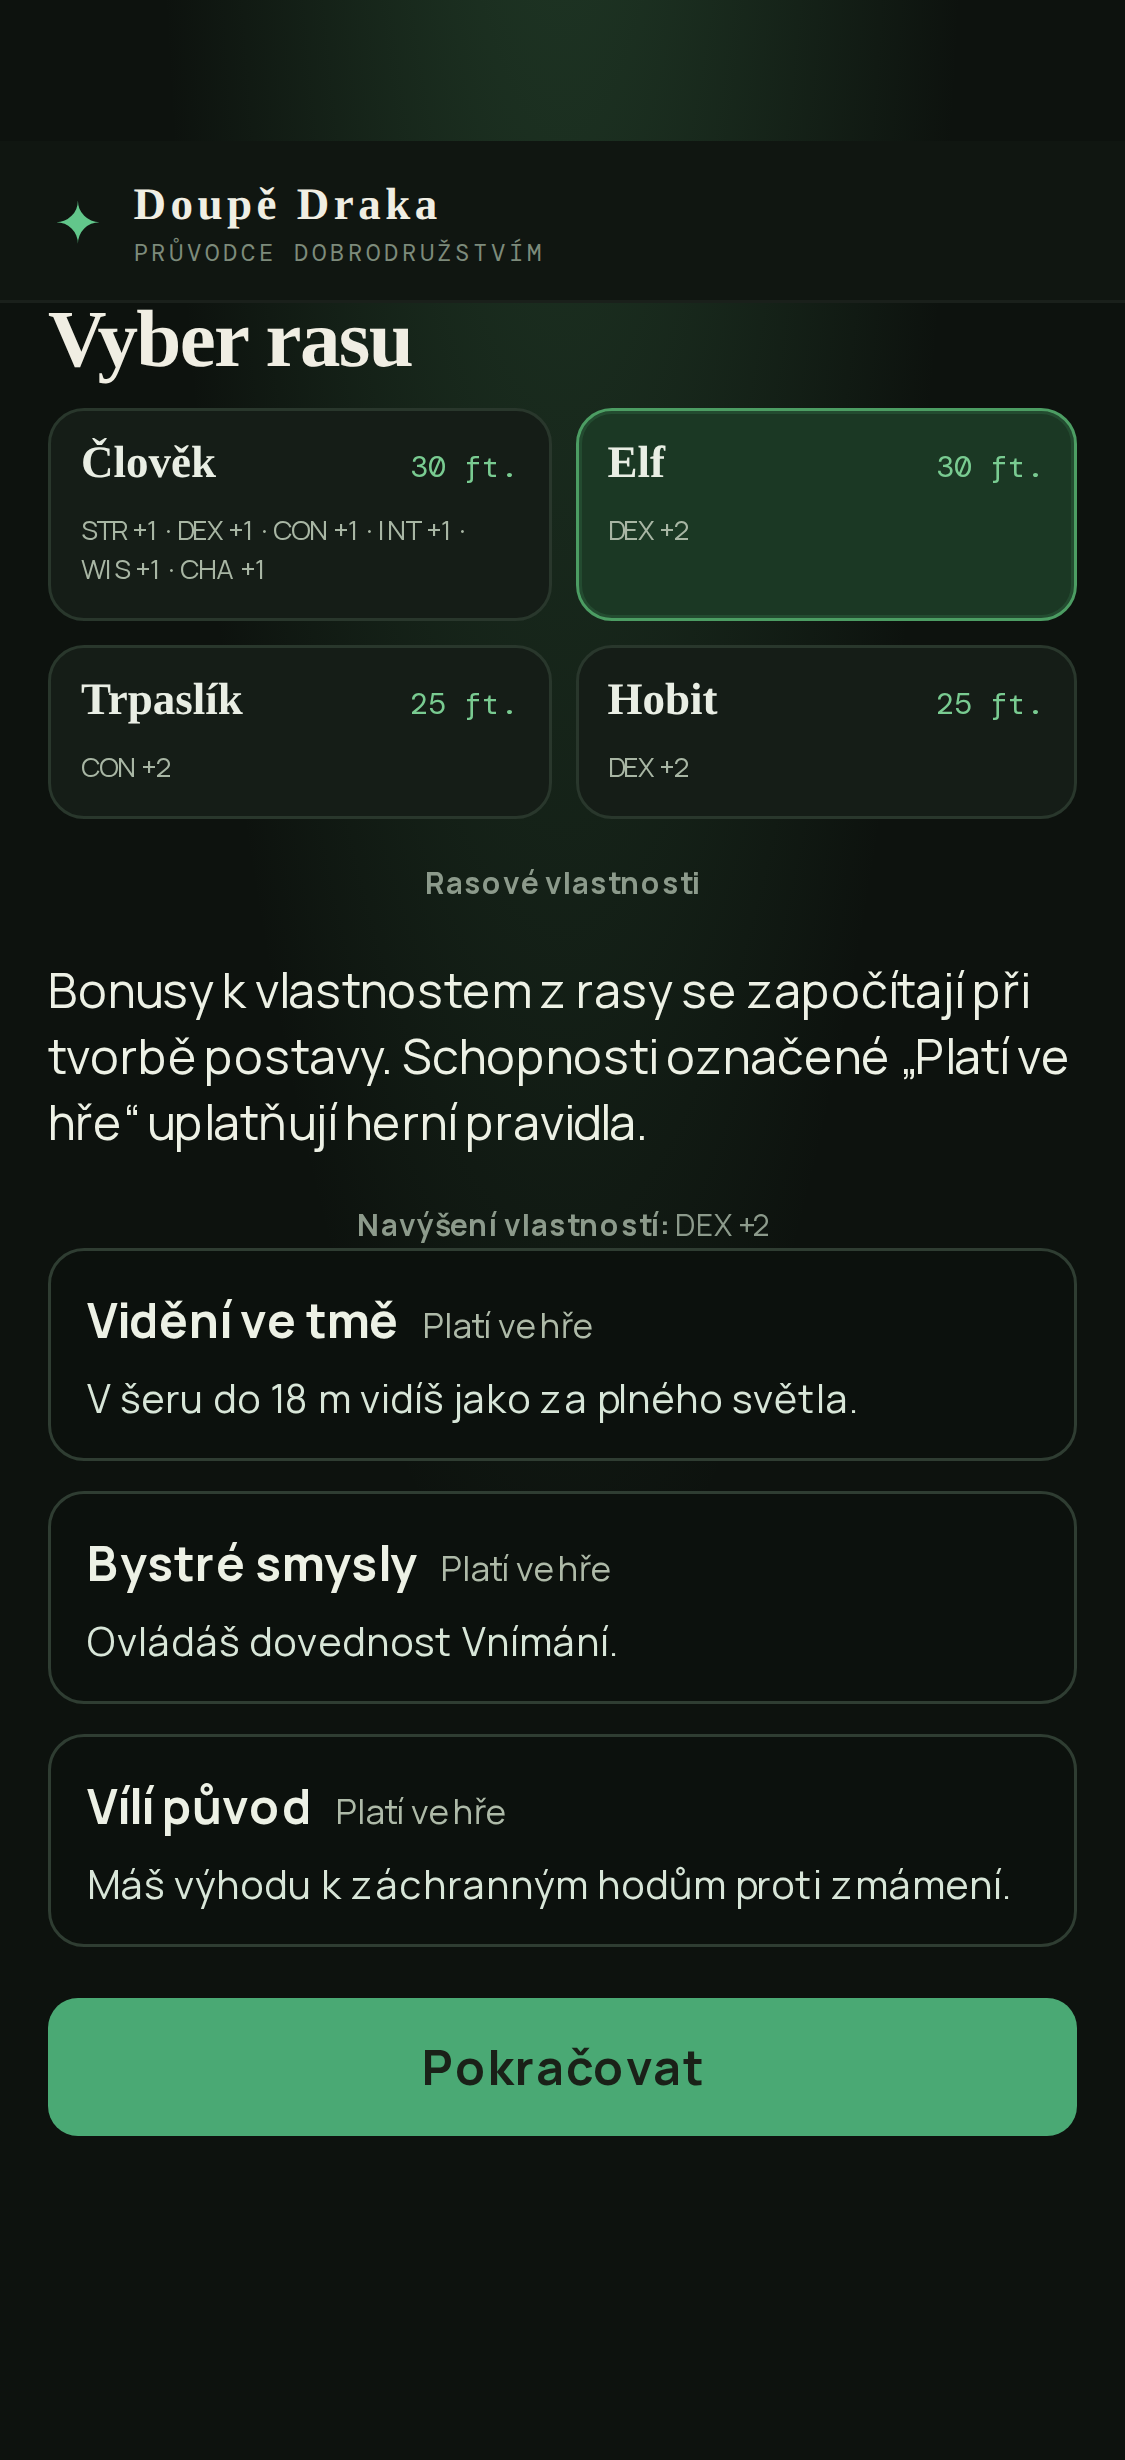 Doupě Draka
PRŮVODCE DOBRODRUŽSTVÍM
Vyber rasu
Člověk 30 ft.
STR +1 · DEX +1 · CON +1 · INT +1 ·
WIS +1 · CHA +1
Elf 30 ft.
DEX +2
Trpaslík 25 ft.
CON +2
Hobit 25 ft.
DEX +2
Rasové vlastnosti
Bonusy k vlastnostem z rasy se započítají při
tvorbě postavy. Schopnosti označené „Platí ve
hře“ uplatňují herní pravidla.
Navýšení vlastností: DEX +2
Vidění ve tmě Platí ve hře
V šeru do 18 m vidíš jako za plného světla.
Bystré smysly Platí ve hře
Ovládáš dovednost Vnímání.
Vílí původ Platí ve hře
Máš výhodu k záchranným hodům proti zmámení.
Pokračovat